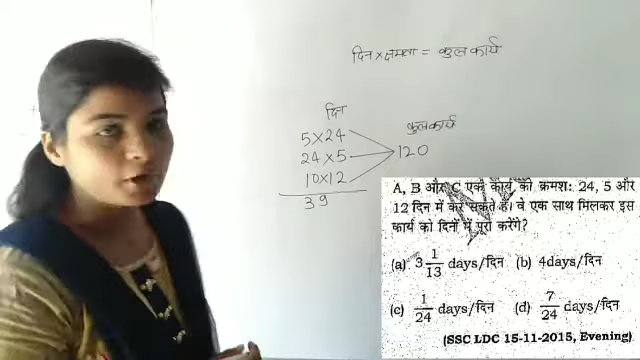 दिन × क्षमता = कुल कार्य
दिन
कुल कार्य
5 × 24
24 × 5
120
10 × 12
39
A, B और C एक कार्य को क्रमश: 24, 5 और
12 दिन में कर सकते हैं। वे एक साथ मिलकर इस
कार्य को दिनों में पूरा करेंगे?
(a) 3 1/13 days/दिन (b) 4days/दिन
(c) 1/24 days/दिन (d) 7/24 days/दिन
(SSC LDC 15-11-2015, Evening)